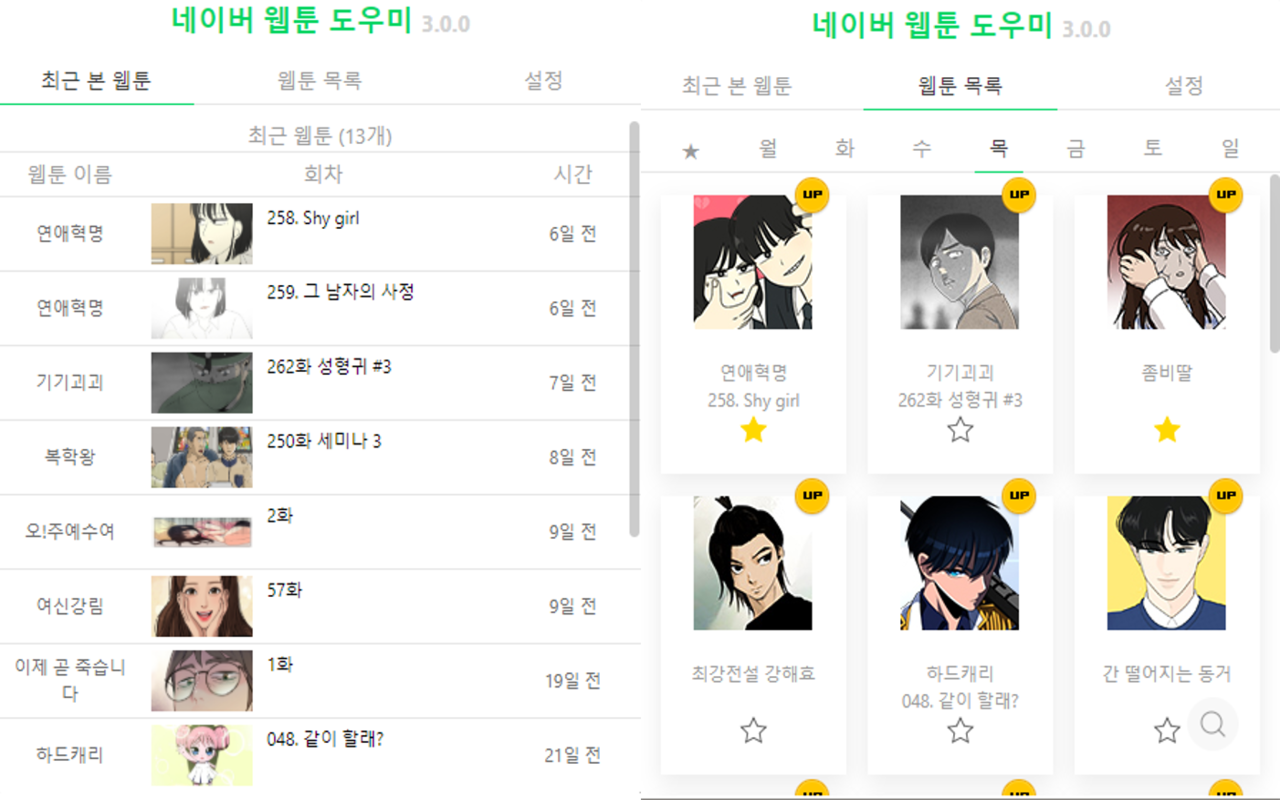 네이버 웹툰 도우미 3.0.0
최근 본 웹툰 웹툰 목록 설정
최근 웹툰 (13개)
웹툰 이름 회차 시간
연애혁명 258. Shy girl 6일 전
연애혁명 259. 그 남자의 사정 6일 전
기기괴괴 262화 성형귀 #3 7일 전
복학왕 250화 세미나 3 8일 전
오!주예수여 2화 9일 전
여신강림 57화 9일 전
이제 곧 죽습니
다 1화 19일 전
하드캐리 048. 같이 할래? 21일 전
네이버 웹툰 도우미 3.0.0
최근 본 웹툰 웹툰 목록 설정
★ 월 화 수 목 금 토 일
UP UP UP
연애혁명 기기괴괴 좀비딸
258. Shy girl 262화 성형귀 #3
UP UP UP
최강전설 강해효 하드캐리 간 떨어지는 동거
048. 같이 할래?
UP UP UP